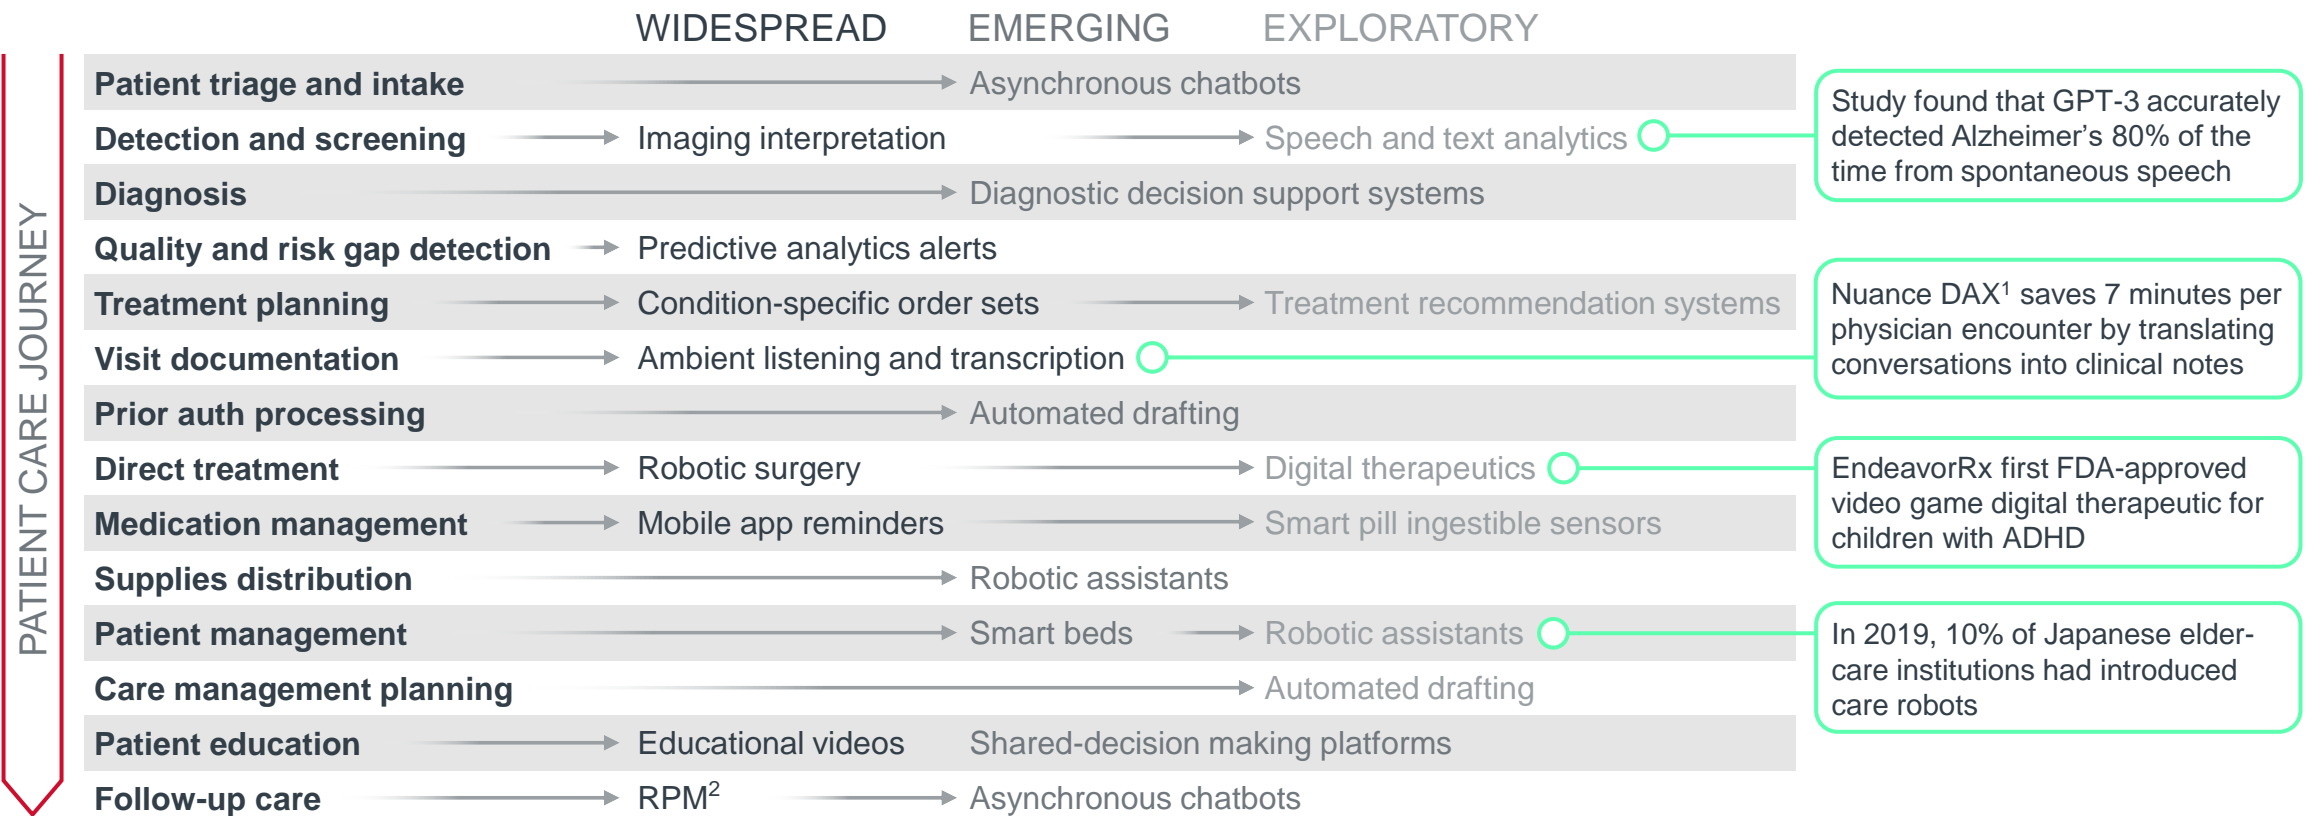 WIDESPREAD EMERGING EXPLORATORY
PATIENT CARE JOURNEY
Patient triage and intake Asynchronous chatbots
Detection and screening Imaging interpretation Speech and text analytics
Diagnosis Diagnostic decision support systems
Quality and risk gap detection Predictive analytics alerts
Treatment planning Condition-specific order sets Treatment recommendation systems
Visit documentation Ambient listening and transcription
Prior auth processing Automated drafting
Direct treatment Robotic surgery Digital therapeutics
Medication management Mobile app reminders Smart pill ingestible sensors
Supplies distribution Robotic assistants
Patient management Smart beds Robotic assistants
Care management planning Automated drafting
Patient education Educational videos Shared-decision making platforms
Follow-up care RPM² Asynchronous chatbots
Study found that GPT-3 accurately
detected Alzheimer’s 80% of the
time from spontaneous speech
Nuance DAX¹ saves 7 minutes per
physician encounter by translating
conversations into clinical notes
EndeavorRx first FDA-approved
video game digital therapeutic for
children with ADHD
In 2019, 10% of Japanese elder-
care institutions had introduced
care robots